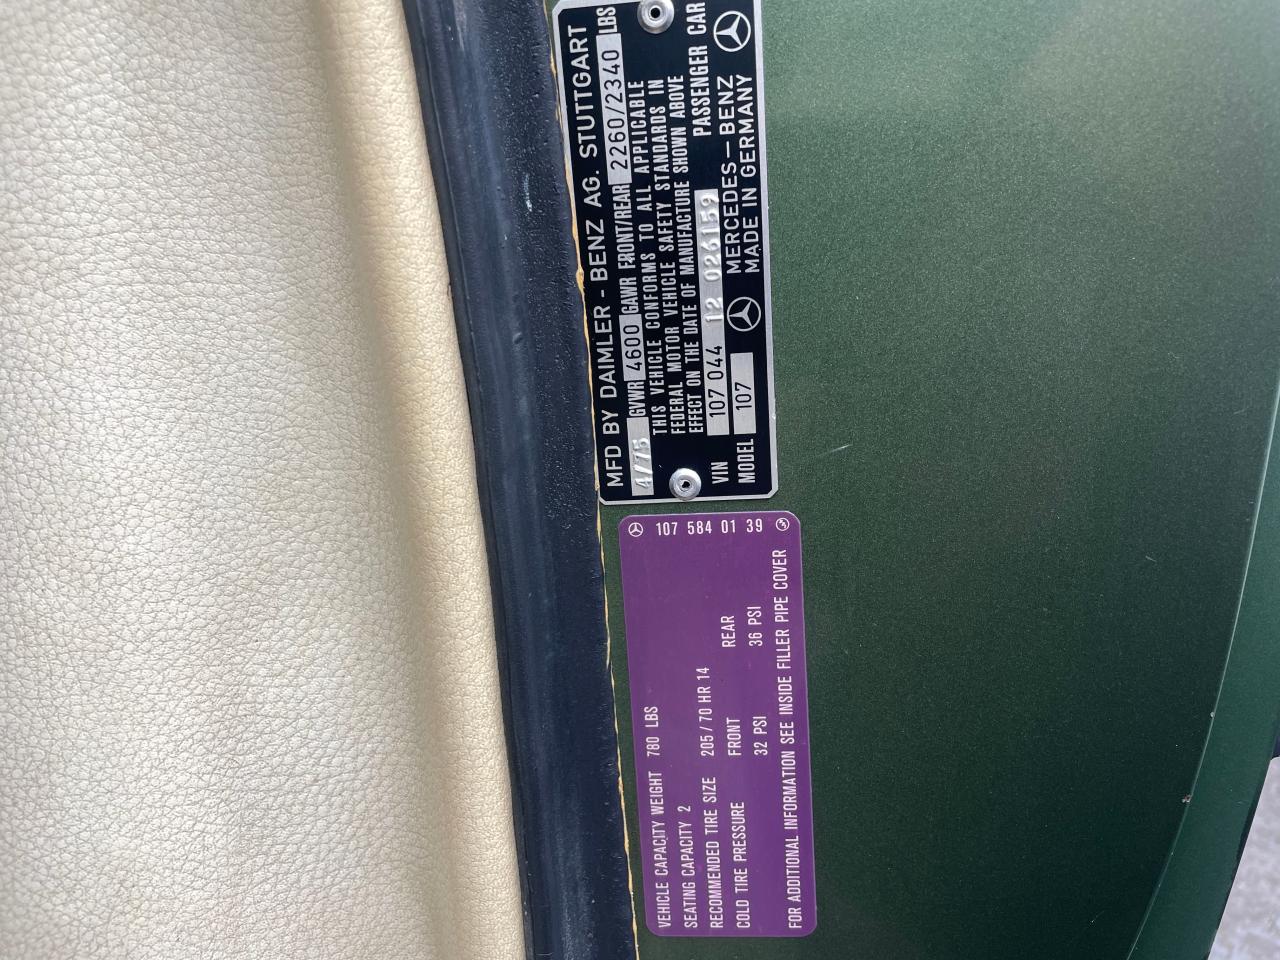 MFD BY DAIMLER - BENZ AG. STUTTGART
4/75 GVWR 4600 GAWR FRONT/REAR 2260/2340 LBS
THIS VEHICLE CONFORMS TO ALL APPLICABLE
FEDERAL MOTOR VEHICLE SAFETY STANDARDS IN
EFFECT ON THE DATE OF MANUFACTURE SHOWN ABOVE
PASSENGER CAR
VIN 107 044 12 026159
MODEL 107 MERCEDES-BENZ
MADE IN GERMANY
107 584 01 39
VEHICLE CAPACITY WEIGHT 780 LBS
SEATING CAPACITY 2
RECOMMENDED TIRE SIZE 205/70 HR 14
COLD TIRE PRESSURE FRONT REAR
32 PSI 36 PSI
FOR ADDITIONAL INFORMATION SEE INSIDE FILLER PIPE COVER